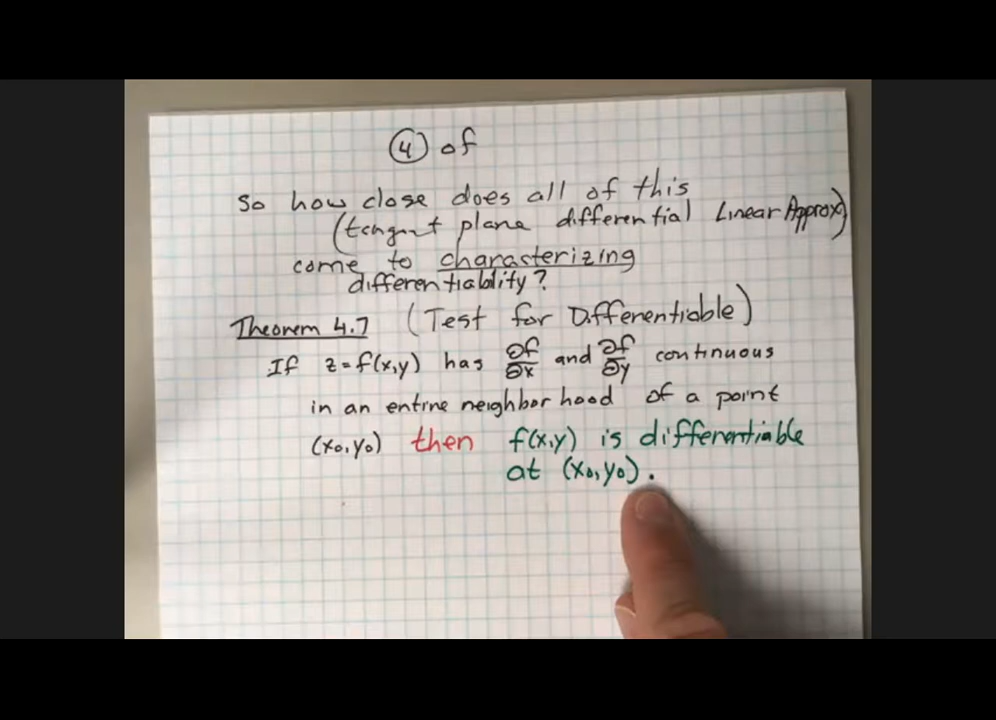 ④ of
So how close does all of this
(tangent plane differential Linear Approx)
come to characterizing
differentiability?
Theorem 4.7 (Test for Differentiable)
If z=f(x,y) has ∂f/∂x and ∂f/∂y continuous
in an entire neighborhood of a point
(x₀,y₀) then f(x,y) is differentiable
at (x₀,y₀).